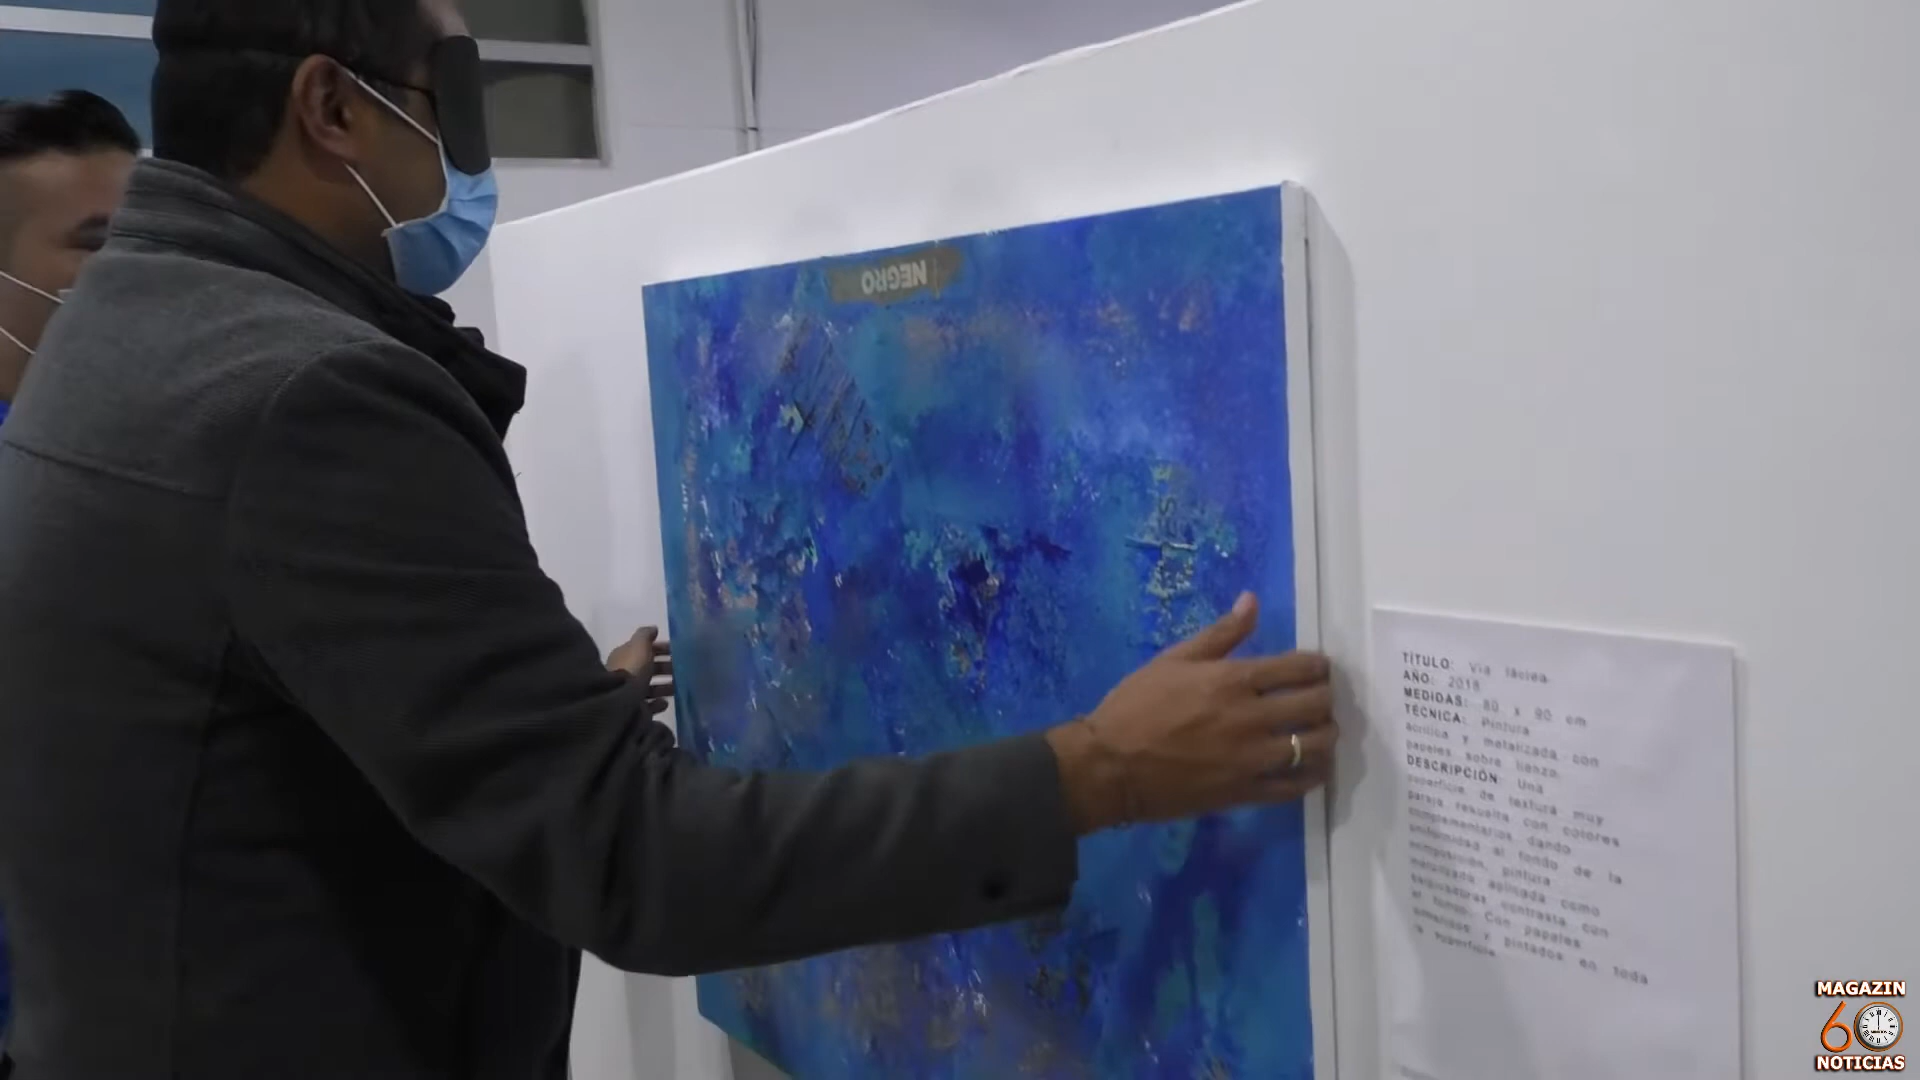 NEGRO
TÍTULO: Vía láctea
AÑO: 2018
MEDIDAS: 80 x 90 cm
TÉCNICA: Pintura
acrílica y metalizada con
papeles sobre lienzo.
DESCRIPCIÓN: Una
superficie de textura muy
pareja resuelta con colores
complementarios dando
uniformidad al fondo de la
composición, pintura
metalizada aplicada como
salpicaduras contrasta con
el fondo. Con papeles
y pintados en toda
la superficie.
MAGAZIN
60
NOTICIAS